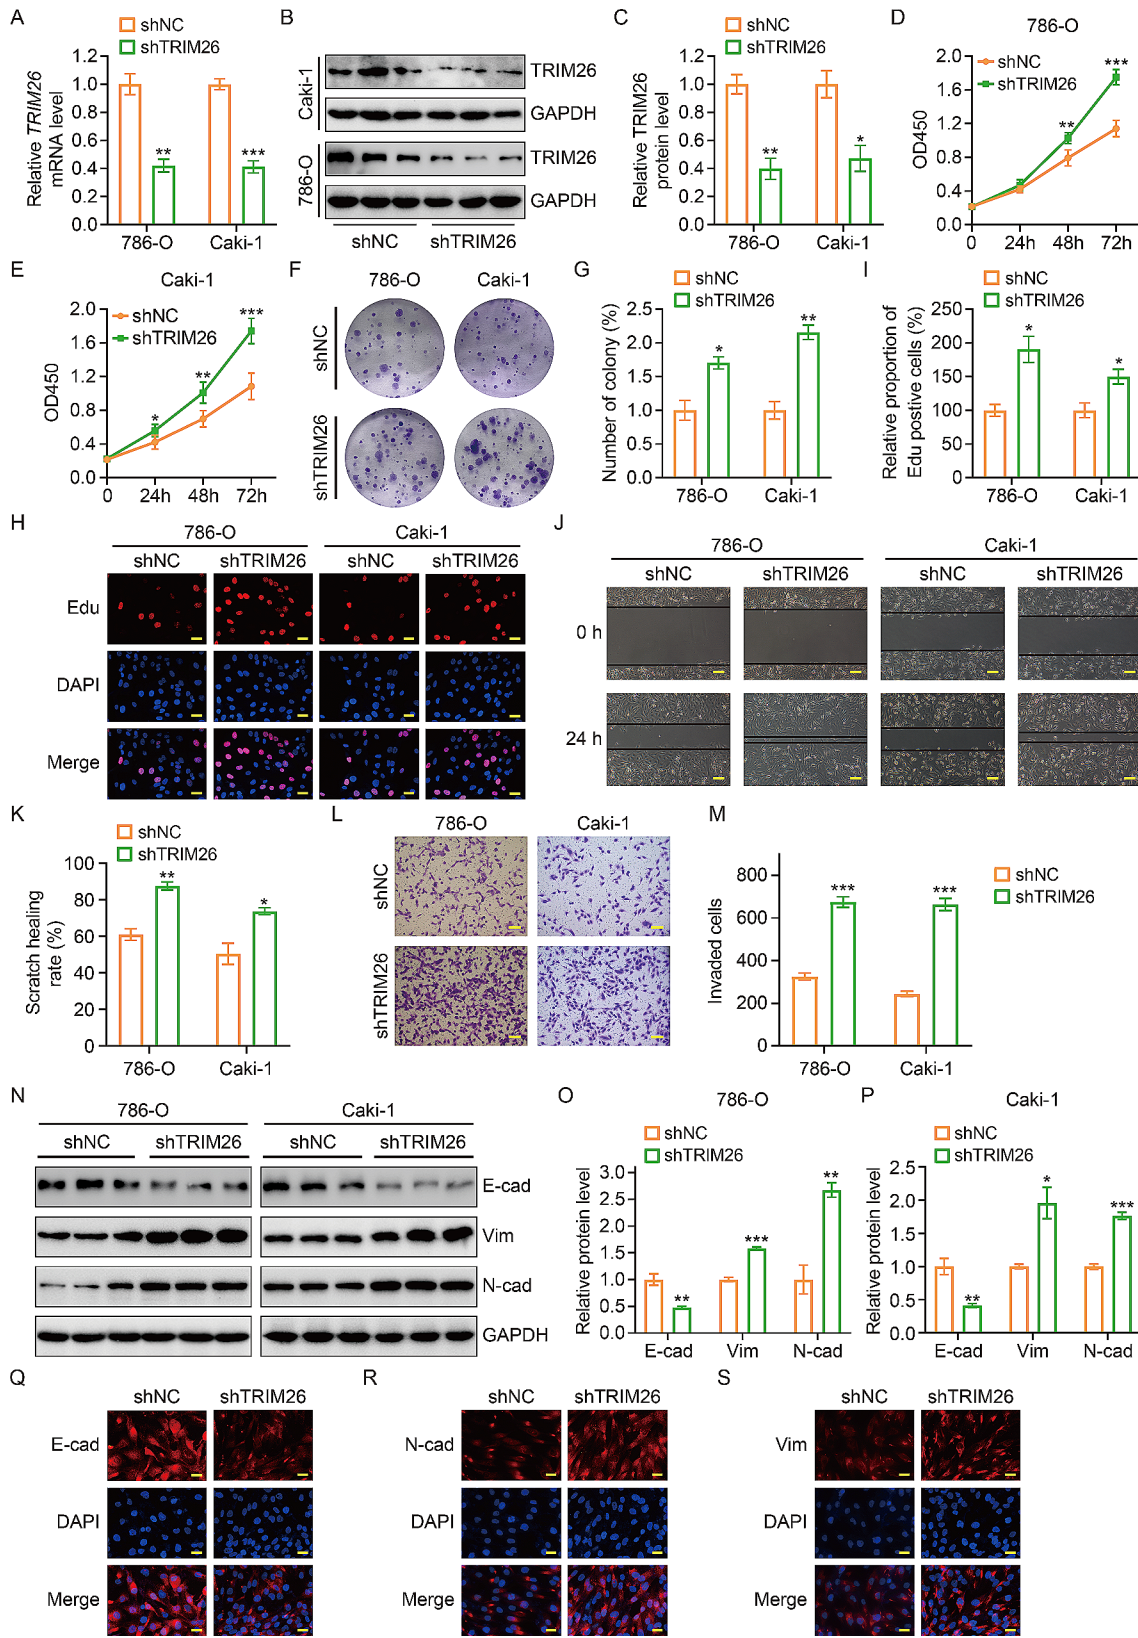 A
shNC
shTRIM26
Relative TRIM26
mRNA level
1.2
1.0
0.8
0.6
0.4
0.2
0.0
**
***
786-O
Caki-1
B
Caki-1
TRIM26
GAPDH
786-O
TRIM26
GAPDH
shNC
shTRIM26
C
shNC
shTRIM26
Relative TRIM26
protein level
1.2
1.0
0.8
0.6
0.4
0.2
0.0
**
*
786-O
Caki-1
D
786-O
shNC
shTRIM26
OD450
2.0
1.6
1.2
0.8
0.4
0.0
**
***
0
24h
48h
72h
E
Caki-1
shNC
shTRIM26
OD450
2.0
1.6
1.2
0.8
0.4
0.0
*
**
***
0
24h
48h
72h
F
786-O
Caki-1
shNC
shTRIM26
G
shNC
shTRIM26
Number of colony (%)
2.5
2.0
1.5
1.0
0.5
0.0
*
**
786-O
Caki-1
I
shNC
shTRIM26
Relative proportion of
Edu postive cells (%)
250
200
150
100
50
0
*
*
786-O
Caki-1
H
786-O
Caki-1
shNC
shTRIM26
shNC
shTRIM26
Edu
DAPI
Merge
J
786-O
Caki-1
shNC
shTRIM26
shNC
shTRIM26
0 h
24 h
K
shNC
shTRIM26
Scratch healing
rate (%)
100
80
60
40
20
0
**
*
786-O
Caki-1
L
786-O
Caki-1
shNC
shTRIM26
M
shNC
shTRIM26
Invaded cells
800
600
400
200
0
***
***
786-O
Caki-1
N
786-O
Caki-1
shNC
shTRIM26
shNC
shTRIM26
E-cad
Vim
N-cad
GAPDH
O
786-O
shNC
shTRIM26
Relative protein level
3.0
2.5
2.0
1.5
1.0
0.5
0.0
**
***
**
E-cad
Vim
N-cad
P
Caki-1
shNC
shTRIM26
Relative protein level
2.5
2.0
1.5
1.0
0.5
0.0
**
*
***
E-cad
Vim
N-cad
Q
shNC
shTRIM26
E-cad
DAPI
Merge
R
shNC
shTRIM26
N-cad
DAPI
Merge
S
shNC
shTRIM26
Vim
DAPI
Merge